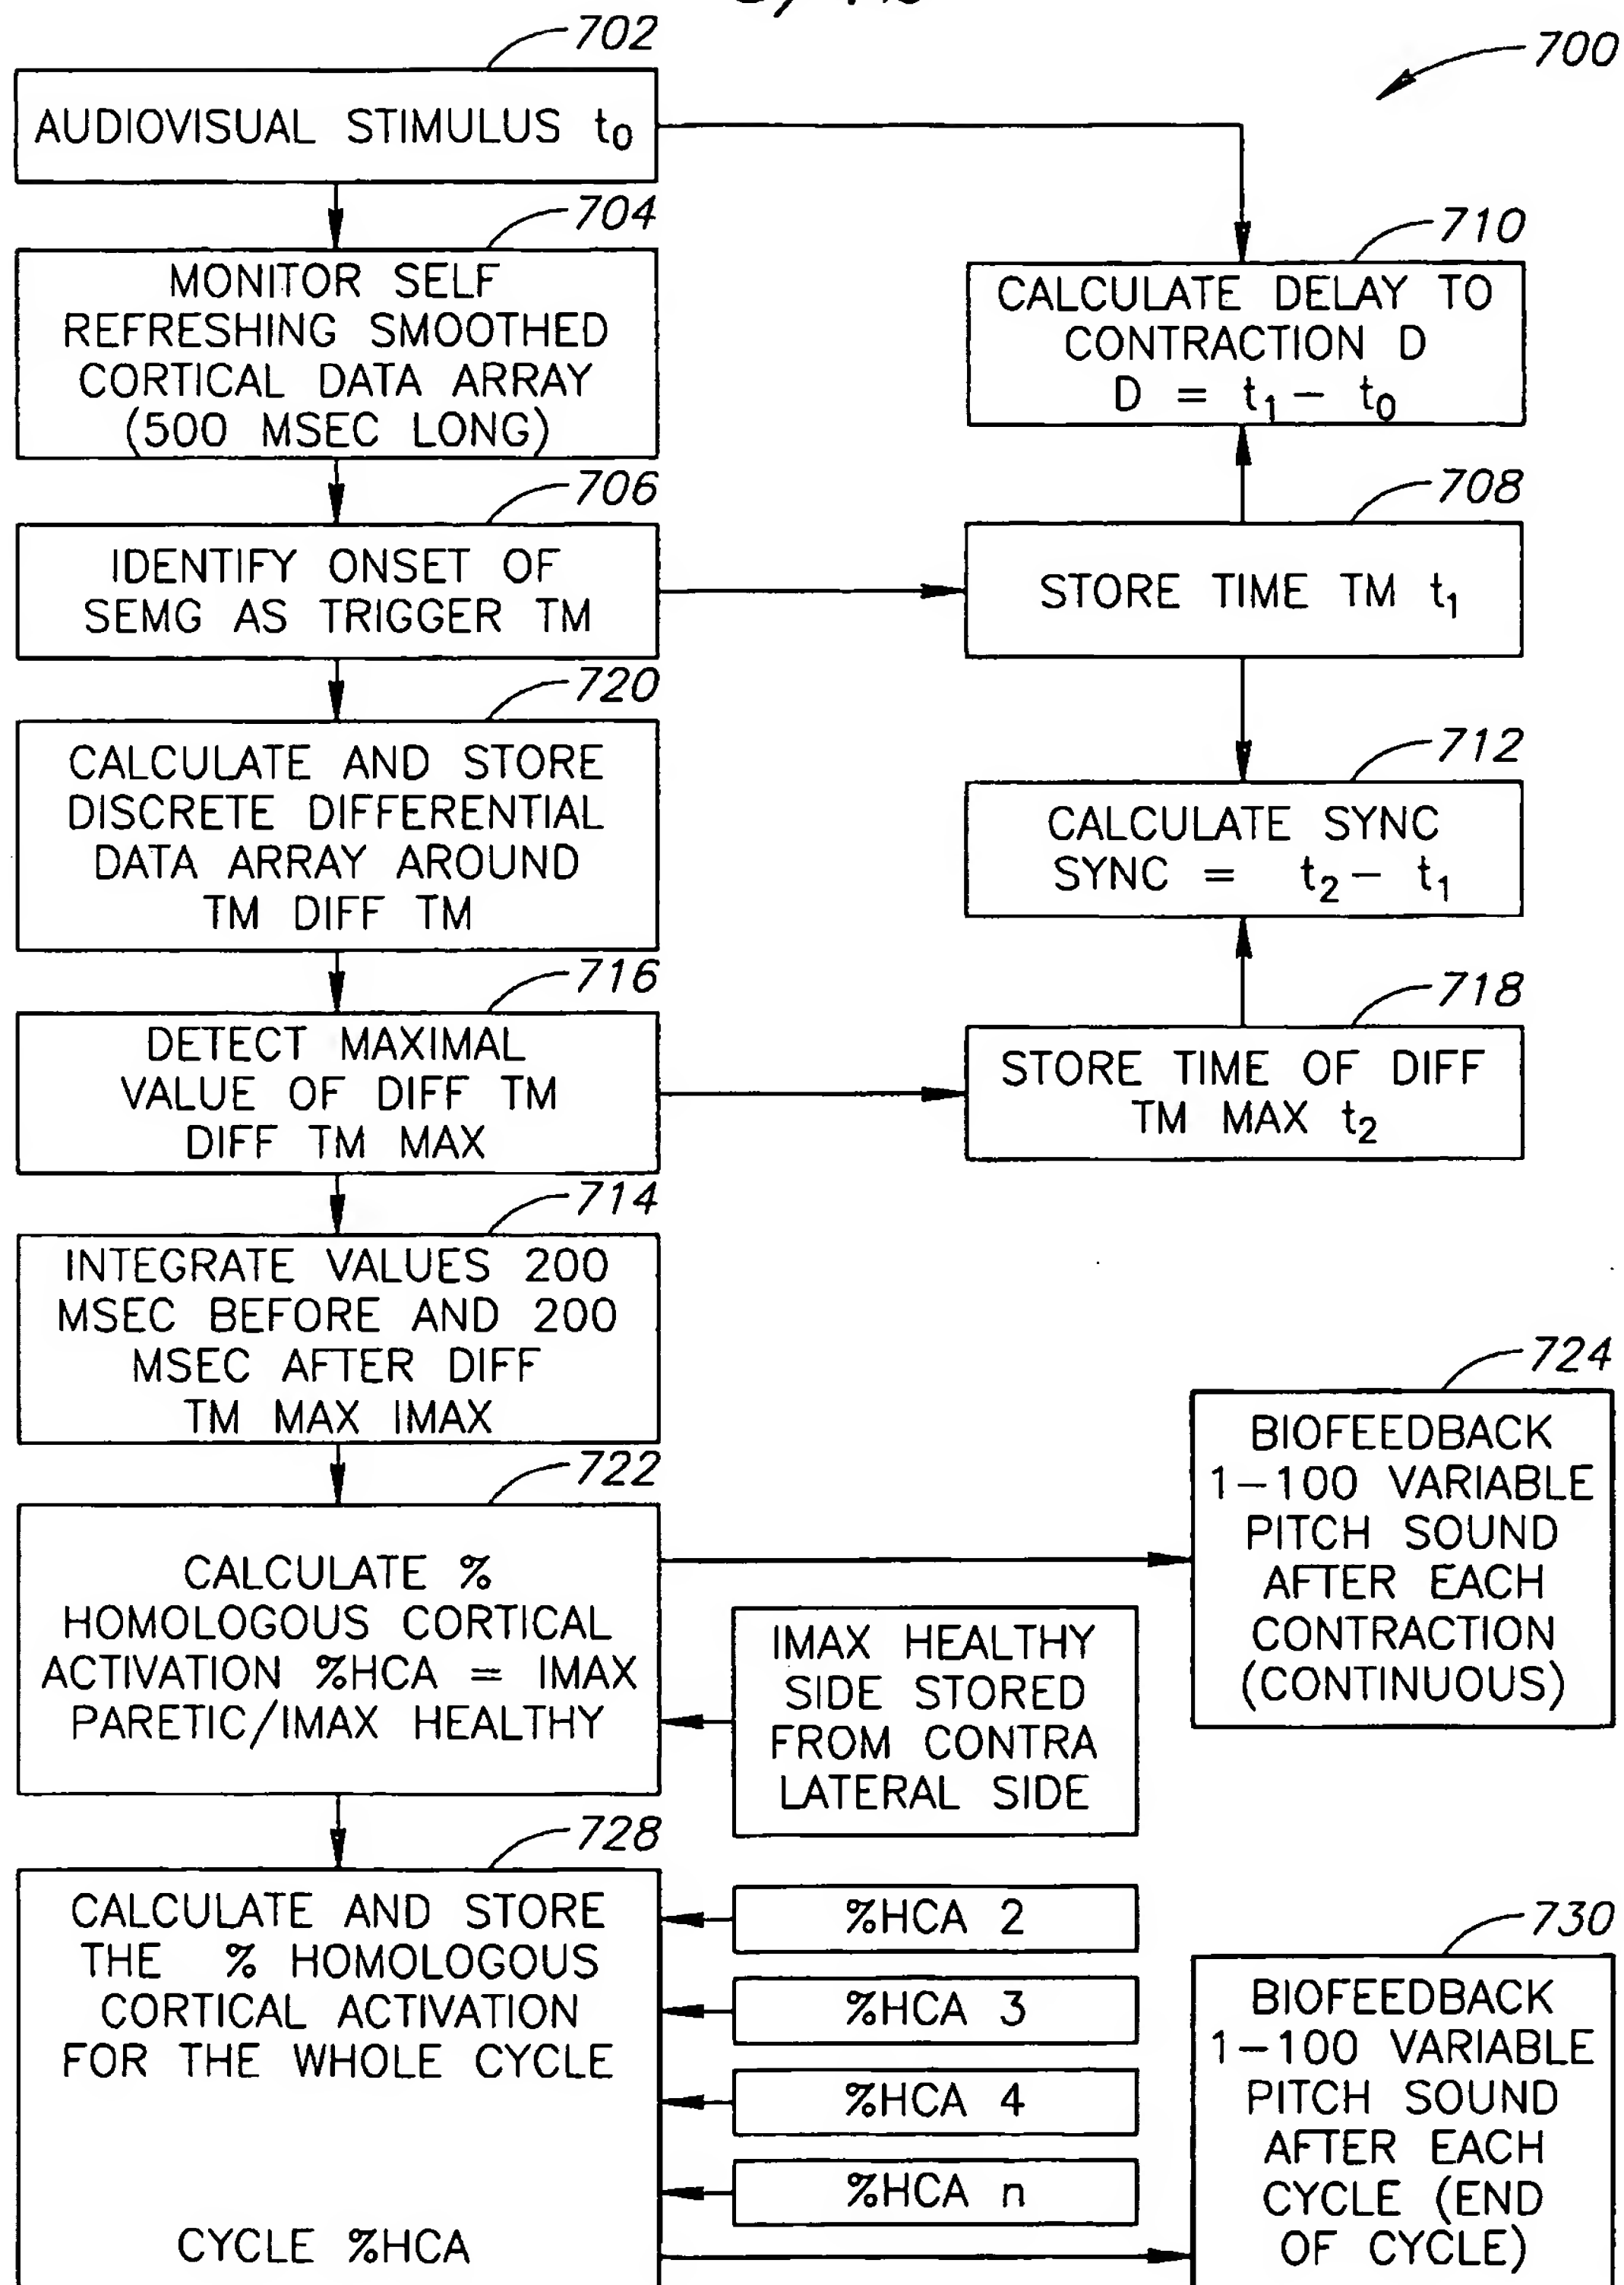 702
700
AUDIOVISUAL STIMULUS t₀
704
MONITOR SELF
REFRESHING SMOOTHED
CORTICAL DATA ARRAY
(500 MSEC LONG)
710
CALCULATE DELAY TO
CONTRACTION D
D = t₁ – t₀
706
IDENTIFY ONSET OF
SEMG AS TRIGGER TM
708
STORE TIME TM t₁
720
CALCULATE AND STORE
DISCRETE DIFFERENTIAL
DATA ARRAY AROUND
TM DIFF TM
712
CALCULATE SYNC
SYNC = t₂ – t₁
716
DETECT MAXIMAL
VALUE OF DIFF TM
DIFF TM MAX
718
STORE TIME OF DIFF
TM MAX t₂
714
INTEGRATE VALUES 200
MSEC BEFORE AND 200
MSEC AFTER DIFF
TM MAX IMAX
722
CALCULATE %
HOMOLOGOUS CORTICAL
ACTIVATION %HCA = IMAX
PARETIC/IMAX HEALTHY
IMAX HEALTHY
SIDE STORED
FROM CONTRA
LATERAL SIDE
724
BIOFEEDBACK
1–100 VARIABLE
PITCH SOUND
AFTER EACH
CONTRACTION
(CONTINUOUS)
728
CALCULATE AND STORE
THE % HOMOLOGOUS
CORTICAL ACTIVATION
FOR THE WHOLE CYCLE
CYCLE %HCA
%HCA 2
%HCA 3
%HCA 4
%HCA n
730
BIOFEEDBACK
1–100 VARIABLE
PITCH SOUND
AFTER EACH
CYCLE (END
OF CYCLE)